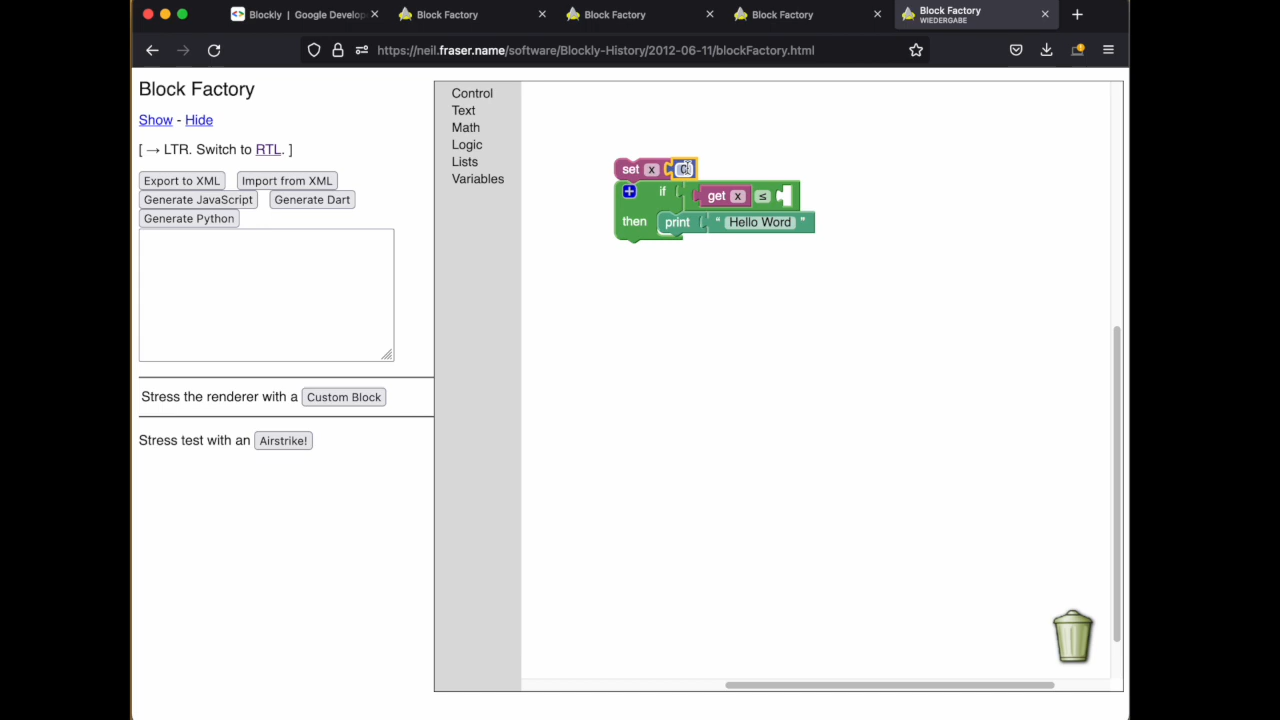 Blockly | Google Develop
Block Factory
Block Factory
Block Factory
Block Factory
WIEDERGABE
https://neil.fraser.name/software/Blockly-History/2012-06-11/blockFactory.html
Block Factory
Show - Hide
[ → LTR. Switch to RTL. ]
Export to XML Import from XML
Generate JavaScript Generate Dart
Generate Python
Stress the renderer with a Custom Block
Stress test with an Airstrike!
Control
Text
Math
Logic
Lists
Variables
set x
if get x ≤
then print “ Hello Word ”